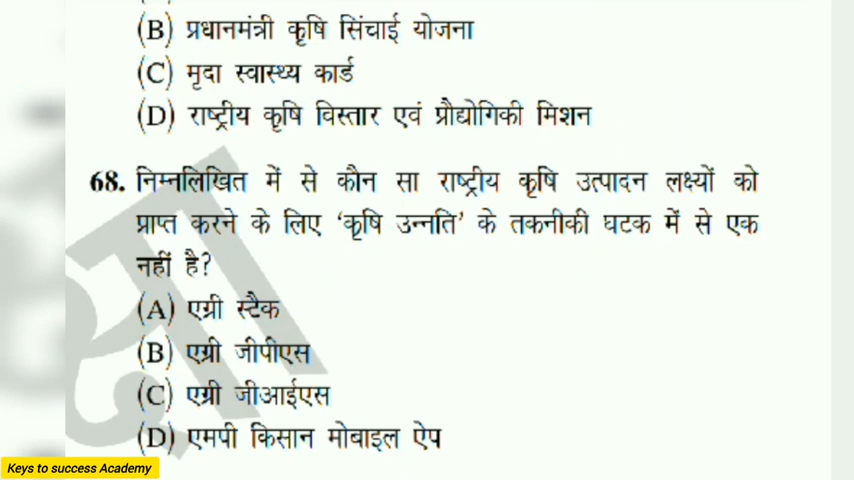 (B) प्रधानमंत्री कृषि सिंचाई योजना
(C) मृदा स्वास्थ्य कार्ड
(D) राष्ट्रीय कृषि विस्तार एवं प्रौद्योगिकी मिशन
68. निम्नलिखित में से कौन सा राष्ट्रीय कृषि उत्पादन लक्ष्यों को
प्राप्त करने के लिए ‘कृषि उन्नति’ के तकनीकी घटक में से एक
नहीं है?
(A) एग्री स्टैक
(B) एग्री जीपीएस
(C) एग्री जीआईएस
(D) एमपी किसान मोबाइल ऐप
Keys to success Academy